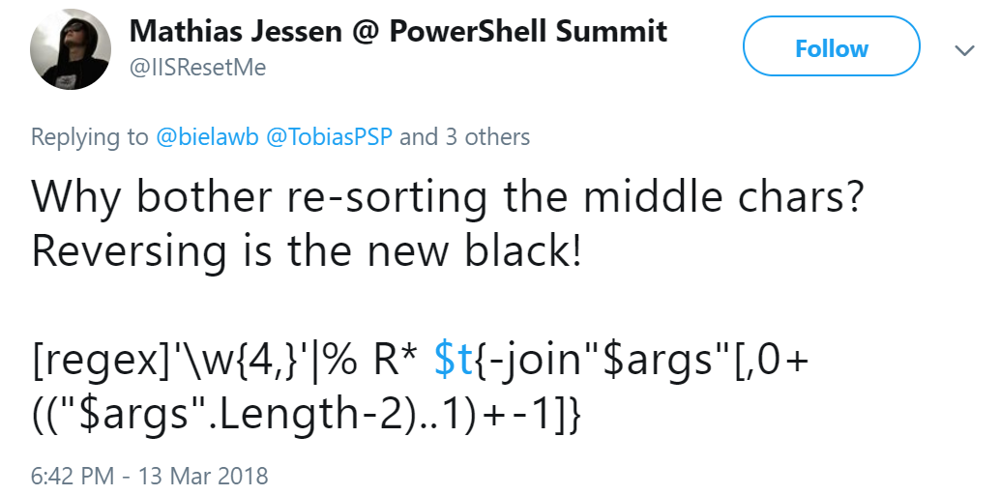 Mathias Jessen @ PowerShell Summit
@IISResetMe
Follow
Replying to @bielawb @TobiasPSP and 3 others
Why bother re-sorting the middle chars?
Reversing is the new black!
[regex]'\w{4,}'|% R* $t{-join"$args"[,0+
(("$args".Length-2)..1)+-1]}
6:42 PM - 13 Mar 2018